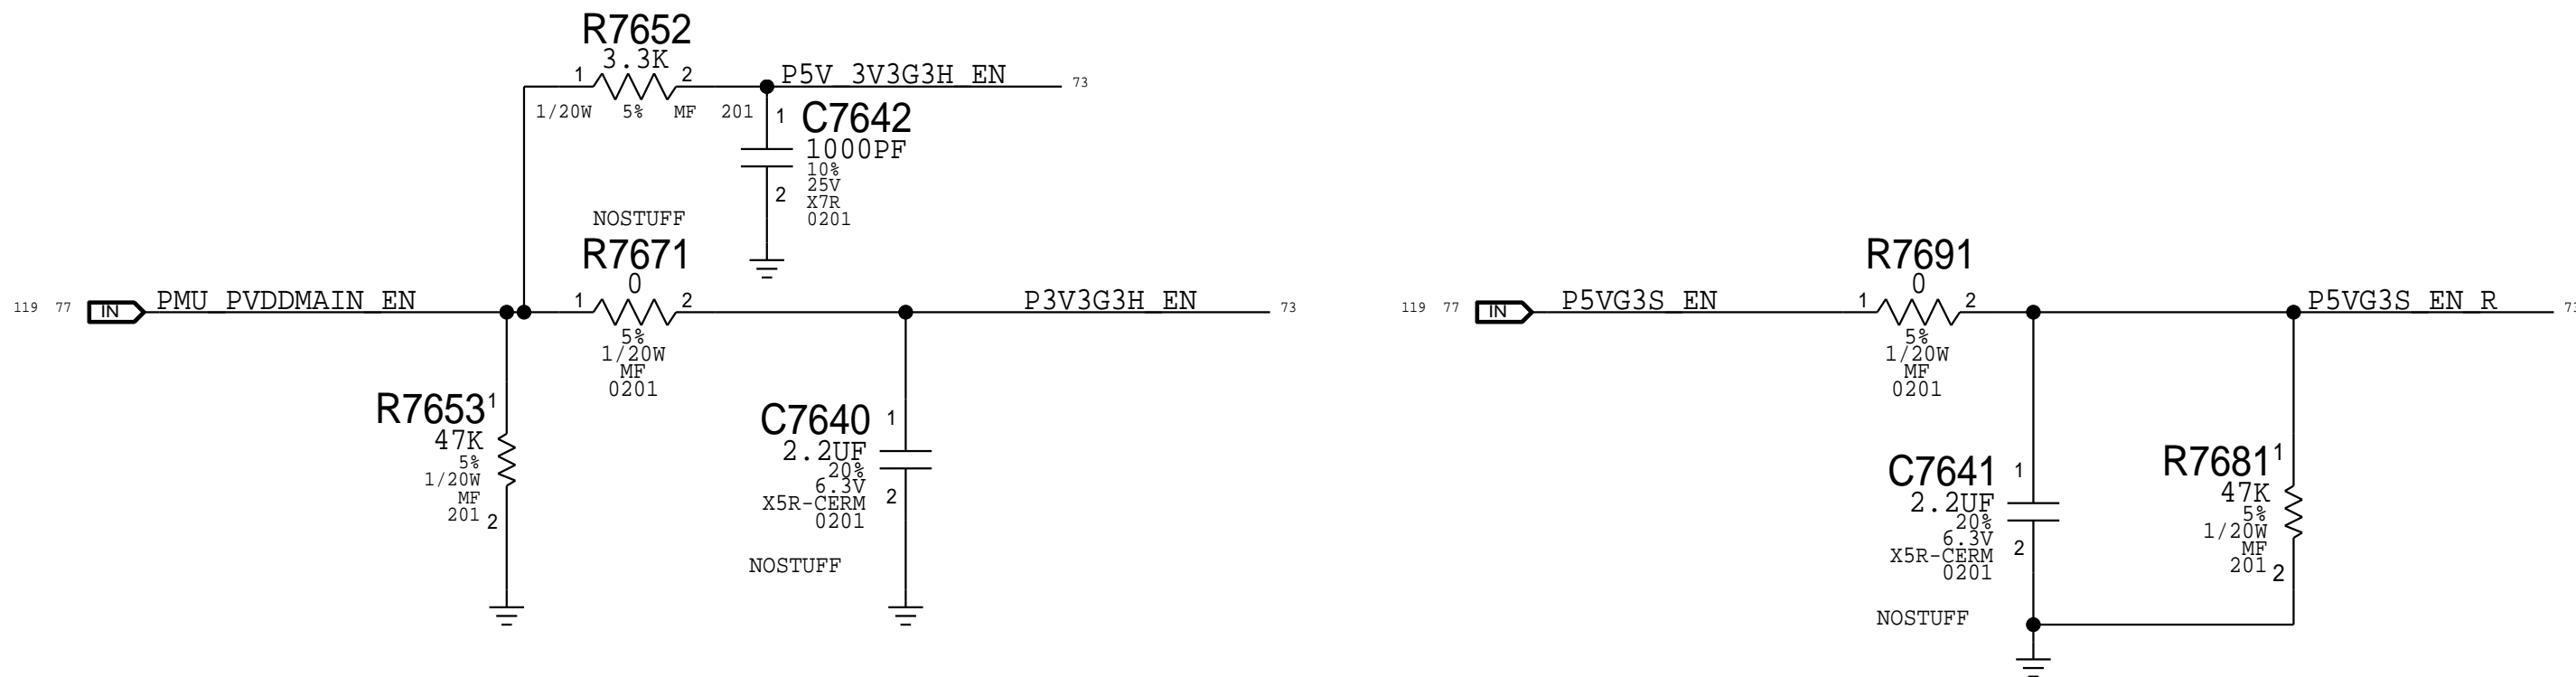 R7652
3.3K
1 2
1/20W 5% MF 201
P5V_3V3G3H_EN 73
1
C7642
1000PF
10%
25V
X7R
0201
2
NOSTUFF
R7671
0
1 2
5%
1/20W
MF
0201
119 77 IN PMU_PVDDMAIN_EN
P3V3G3H_EN 73
R7653 1
47K
5%
1/20W
MF
201 2
C7640 1
2.2UF
20%
6.3V
X5R-CERM
0201
2
NOSTUFF
119 77 IN P5VG3S_EN
R7691
0
1 2
5%
1/20W
MF
0201
P5VG3S_EN_R
C7641 1
2.2UF
20%
6.3V
X5R-CERM
0201
2
NOSTUFF
R7681 1
47K
5%
1/20W
MF
201 2